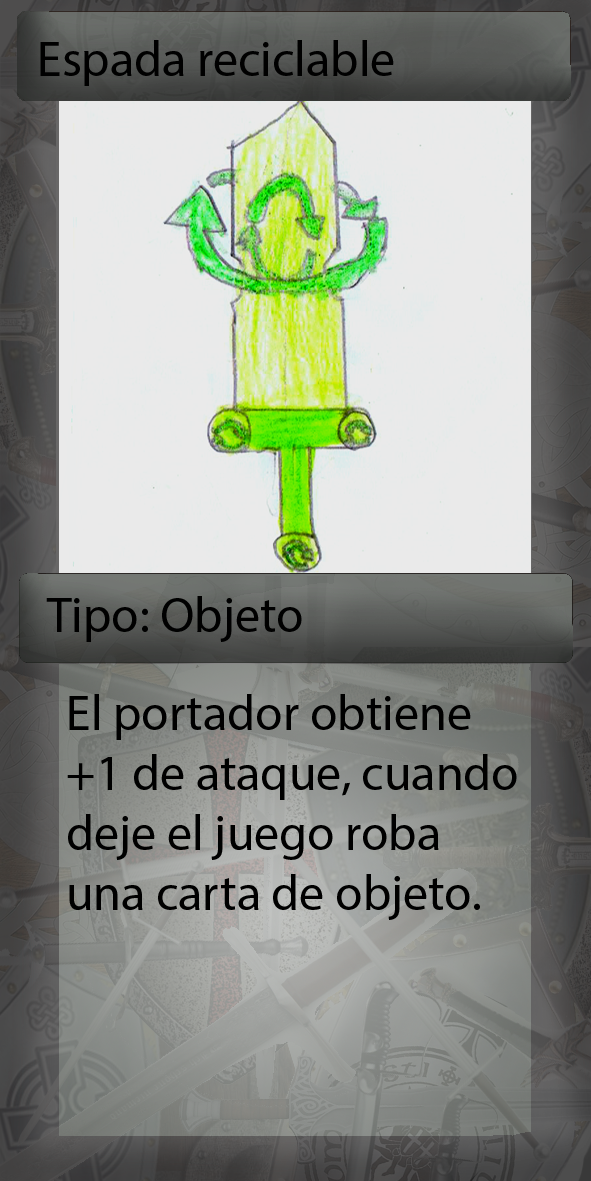 Espada reciclable
Tipo: Objeto
El portador obtiene
+1 de ataque, cuando
deje el juego roba
una carta de objeto.